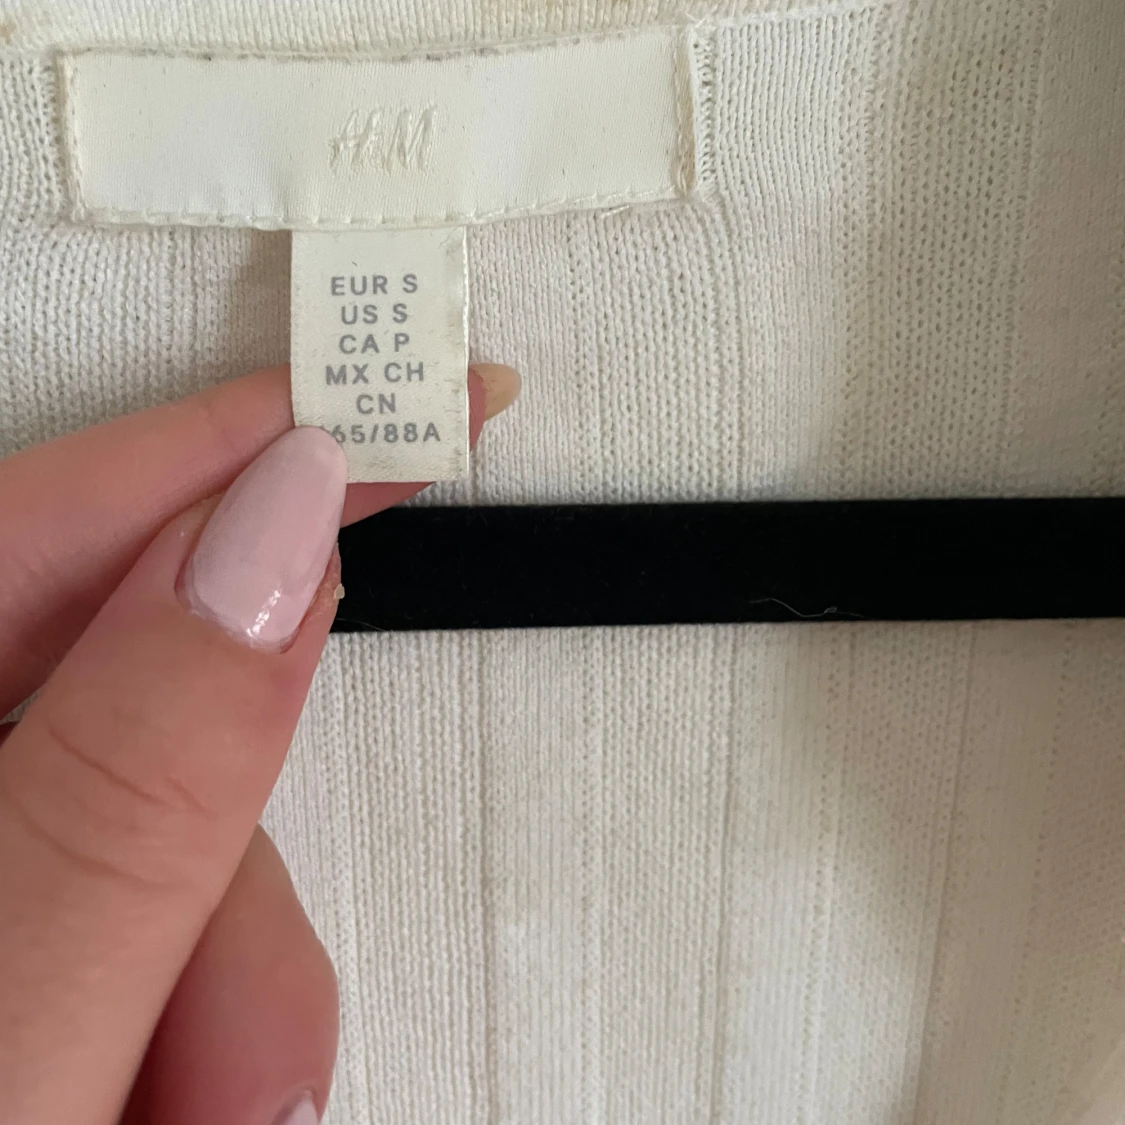 H&M
EUR S
US S
CA P
MX CH
CN
65/88A